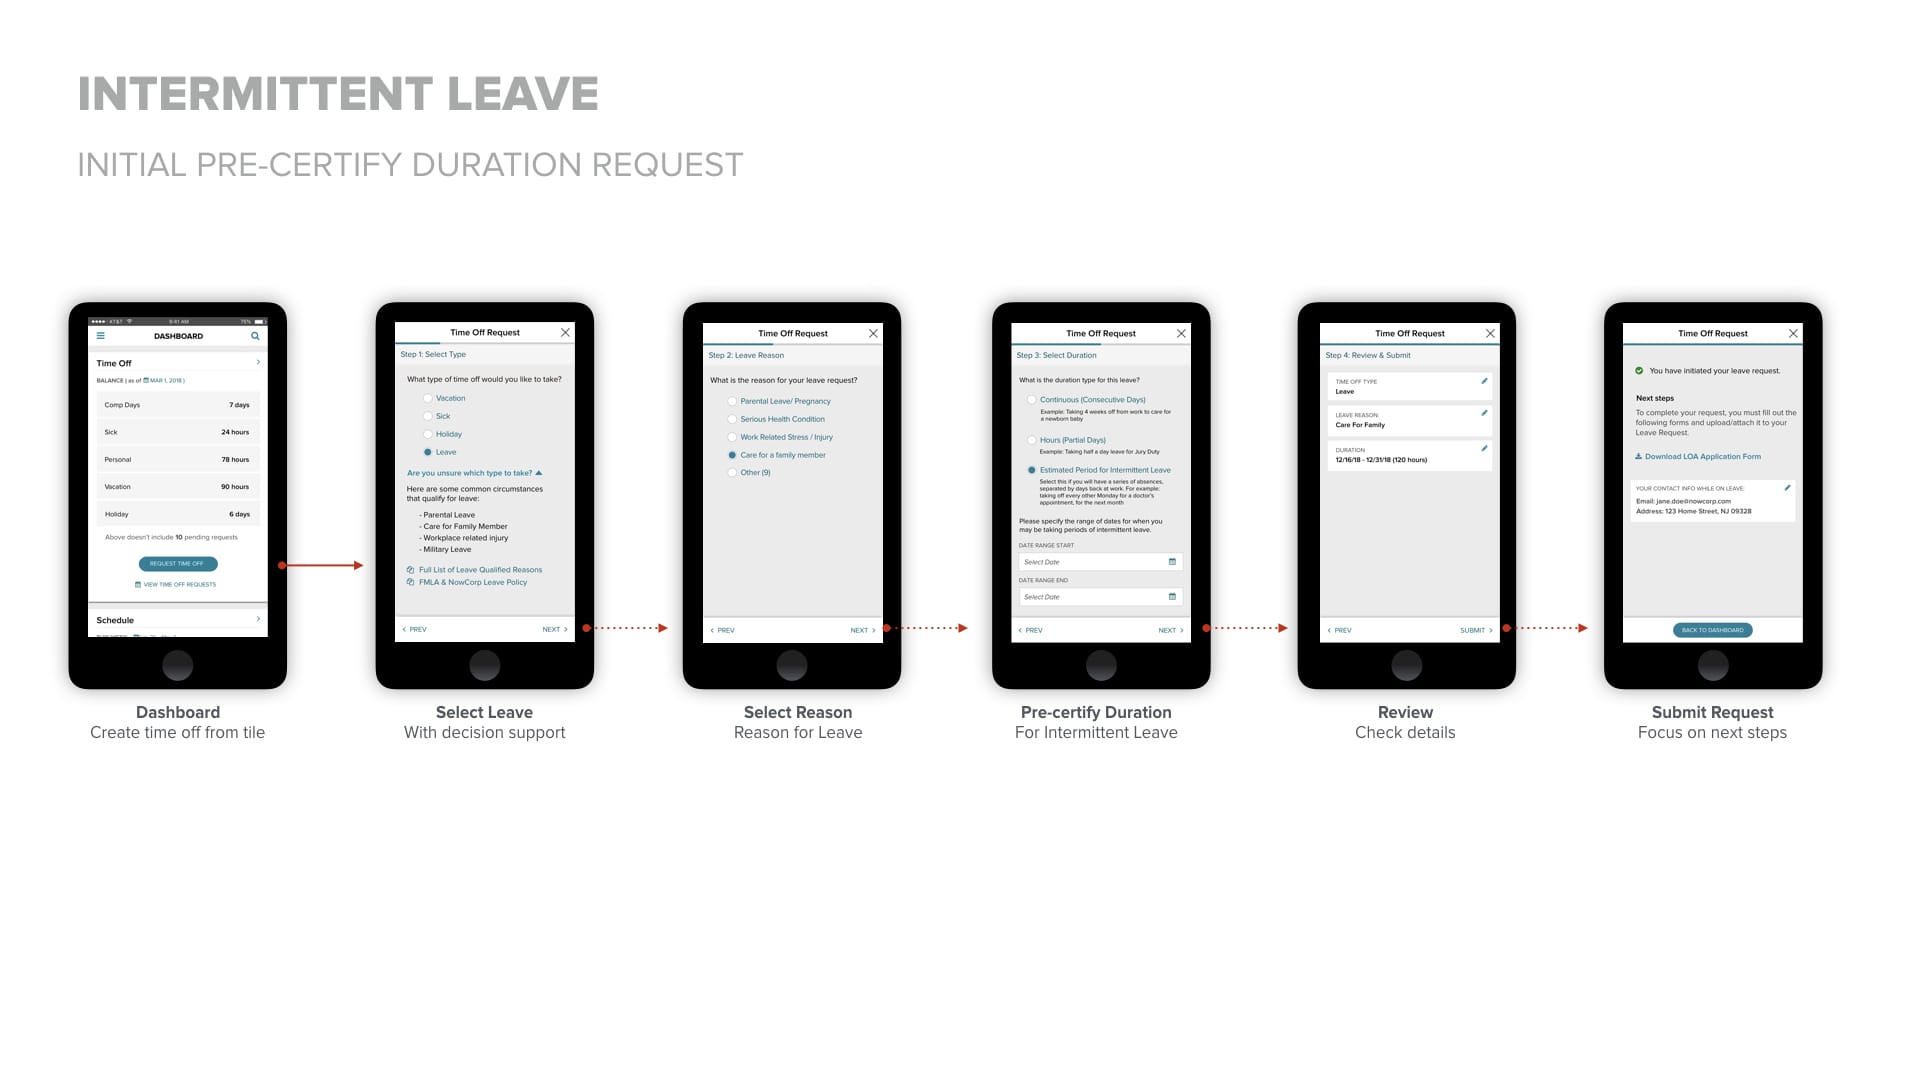 INTERMITTENT LEAVE
INITIAL PRE-CERTIFY DURATION REQUEST
AT&T
9:41 AM
75%
DASHBOARD
Time Off
BALANCE ( as of MAR 1, 2018 )
Comp Days 7 days
Sick 24 hours
Personal 78 hours
Vacation 90 hours
Holiday 6 days
Above doesn't include 10 pending requests
REQUEST TIME OFF
VIEW TIME OFF REQUESTS
Schedule
Dashboard
Create time off from tile
Time Off Request
Step 1: Select Type
What type of time off would you like to take?
Vacation
Sick
Holiday
Leave
Are you unsure which type to take?
Here are some common circumstances
that qualify for leave:
- Parental Leave
- Care for Family Member
- Workplace related injury
- Military Leave
Full List of Leave Qualified Reasons
FMLA & NowCorp Leave Policy
PREV NEXT
Select Leave
With decision support
Time Off Request
Step 2: Leave Reason
What is the reason for your leave request?
Parental Leave/ Pregnancy
Serious Health Condition
Work Related Stress / Injury
Care for a family member
Other (9)
PREV NEXT
Select Reason
Reason for Leave
Time Off Request
Step 3: Select Duration
What is the duration type for this leave?
Continuous (Consecutive Days)
Example: Taking 4 weeks off from work to care for
a newborn baby
Hours (Partial Days)
Example: Taking half a day leave for Jury Duty
Estimated Period for Intermittent Leave
Select this if you will have a series of absences,
separated by days back at work. For example:
taking off every other Monday for a doctor's
appointment, for the next month
Please specify the range of dates for when you
may be taking periods of intermittent leave.
DATE RANGE START
Select Date
DATE RANGE END
Select Date
PREV NEXT
Pre-certify Duration
For Intermittent Leave
Time Off Request
Step 4: Review & Submit
TIME OFF TYPE
Leave
LEAVE REASON:
Care For Family
DURATION
12/16/18 - 12/31/18 (120 hours)
PREV SUBMIT
Review
Check details
Time Off Request
You have initiated your leave request.
Next steps
To complete your request, you must fill out the
following forms and upload/attach it to your
Leave Request.
Download LOA Application Form
YOUR CONTACT INFO WHILE ON LEAVE:
Email: jane.doe@nowcorp.com
Address: 123 Home Street, NJ 09328
BACK TO DASHBOARD
Submit Request
Focus on next steps